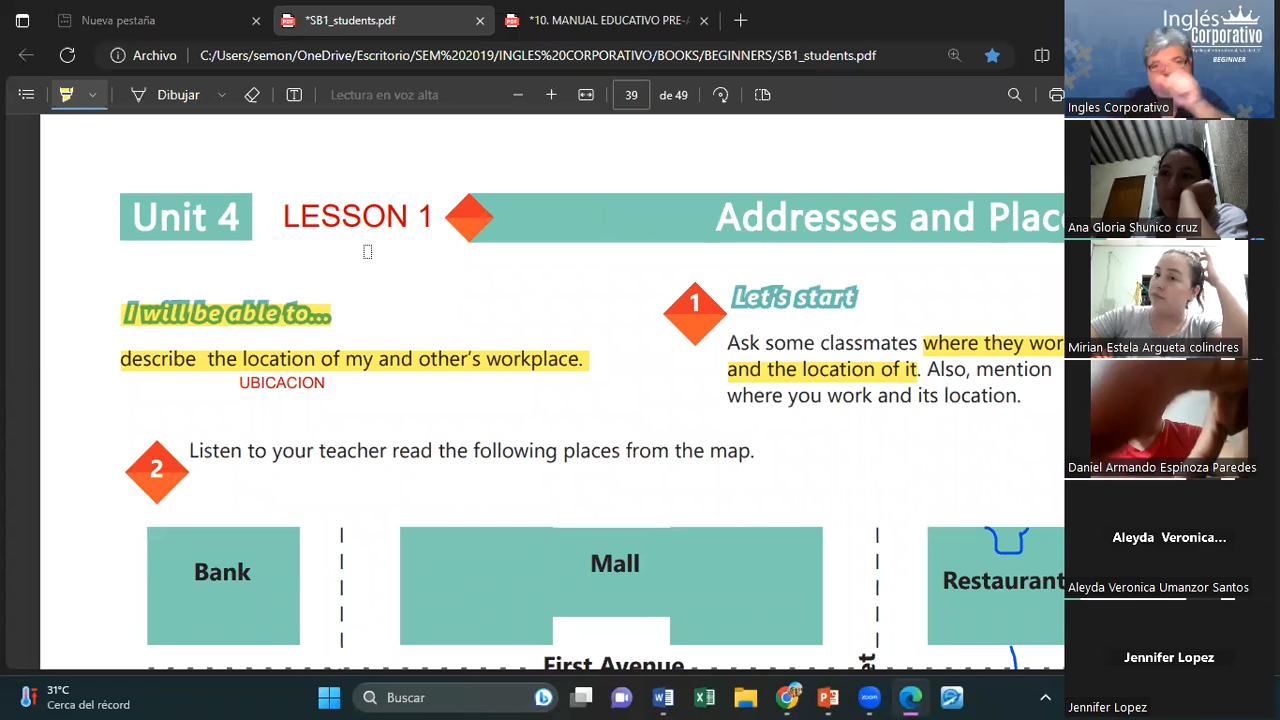 Nueva pestaña
*SB1_students.pdf
*10. MANUAL EDUCATIVO PRE-A
Archivo
C:/Users/semon/OneDrive/Escritorio/SEM%202019/INGLES%20CORPORATIVO/BOOKS/BEGINNERS/SB1_students.pdf
Dibujar
Lectura en voz alta
39
de 49
Unit 4
LESSON 1
Addresses and Plac
I will be able to...
describe the location of my and other's workplace.
UBICACION
1
Let's start
Ask some classmates where they wor
and the location of it. Also, mention
where you work and its location.
2
Listen to your teacher read the following places from the map.
Bank
Mall
Restaurant
First Avenue
et
Inglés
Corporativo
BEGINNER
Ingles Corporativo
Ana Gloria Shunico cruz
Mirian Estela Argueta colindres
Daniel Armando Espinoza Paredes
Aleyda Veronica...
Aleyda Veronica Umanzor Santos
Jennifer Lopez
Jennifer Lopez
31°C
Cerca del récord
Buscar